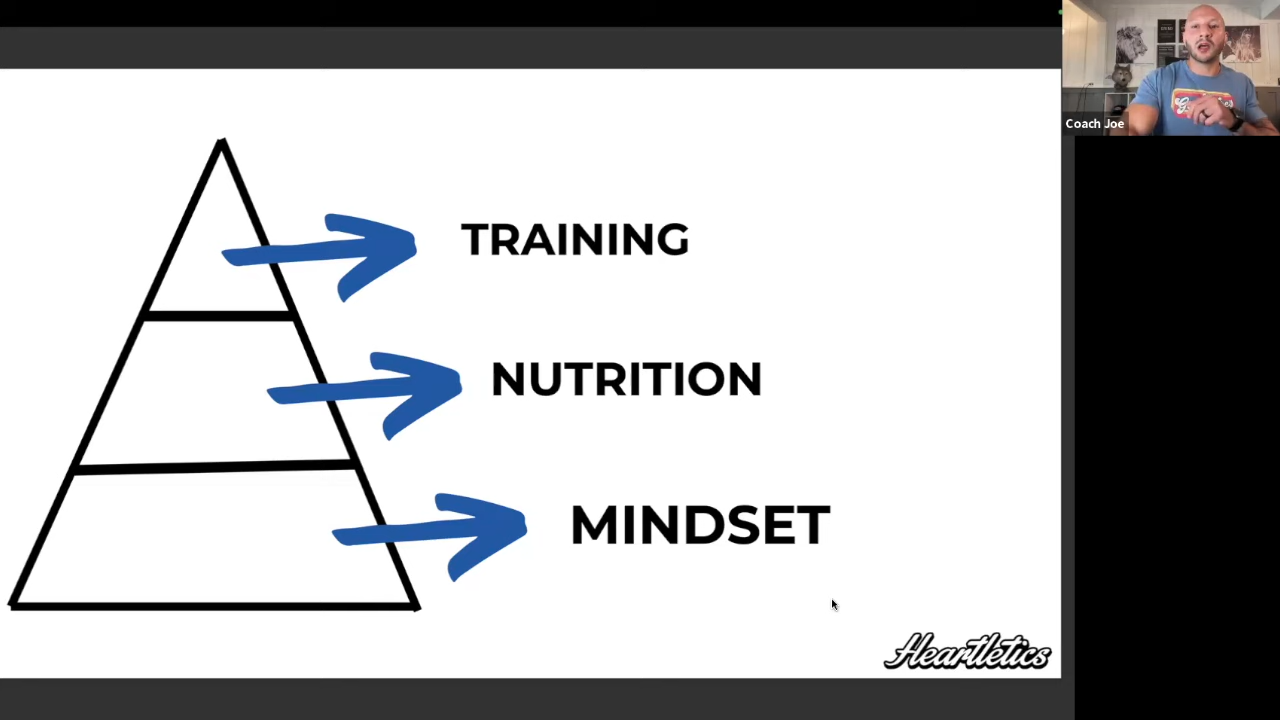 Coach Joe
TRAINING
NUTRITION
MINDSET
Heartletics